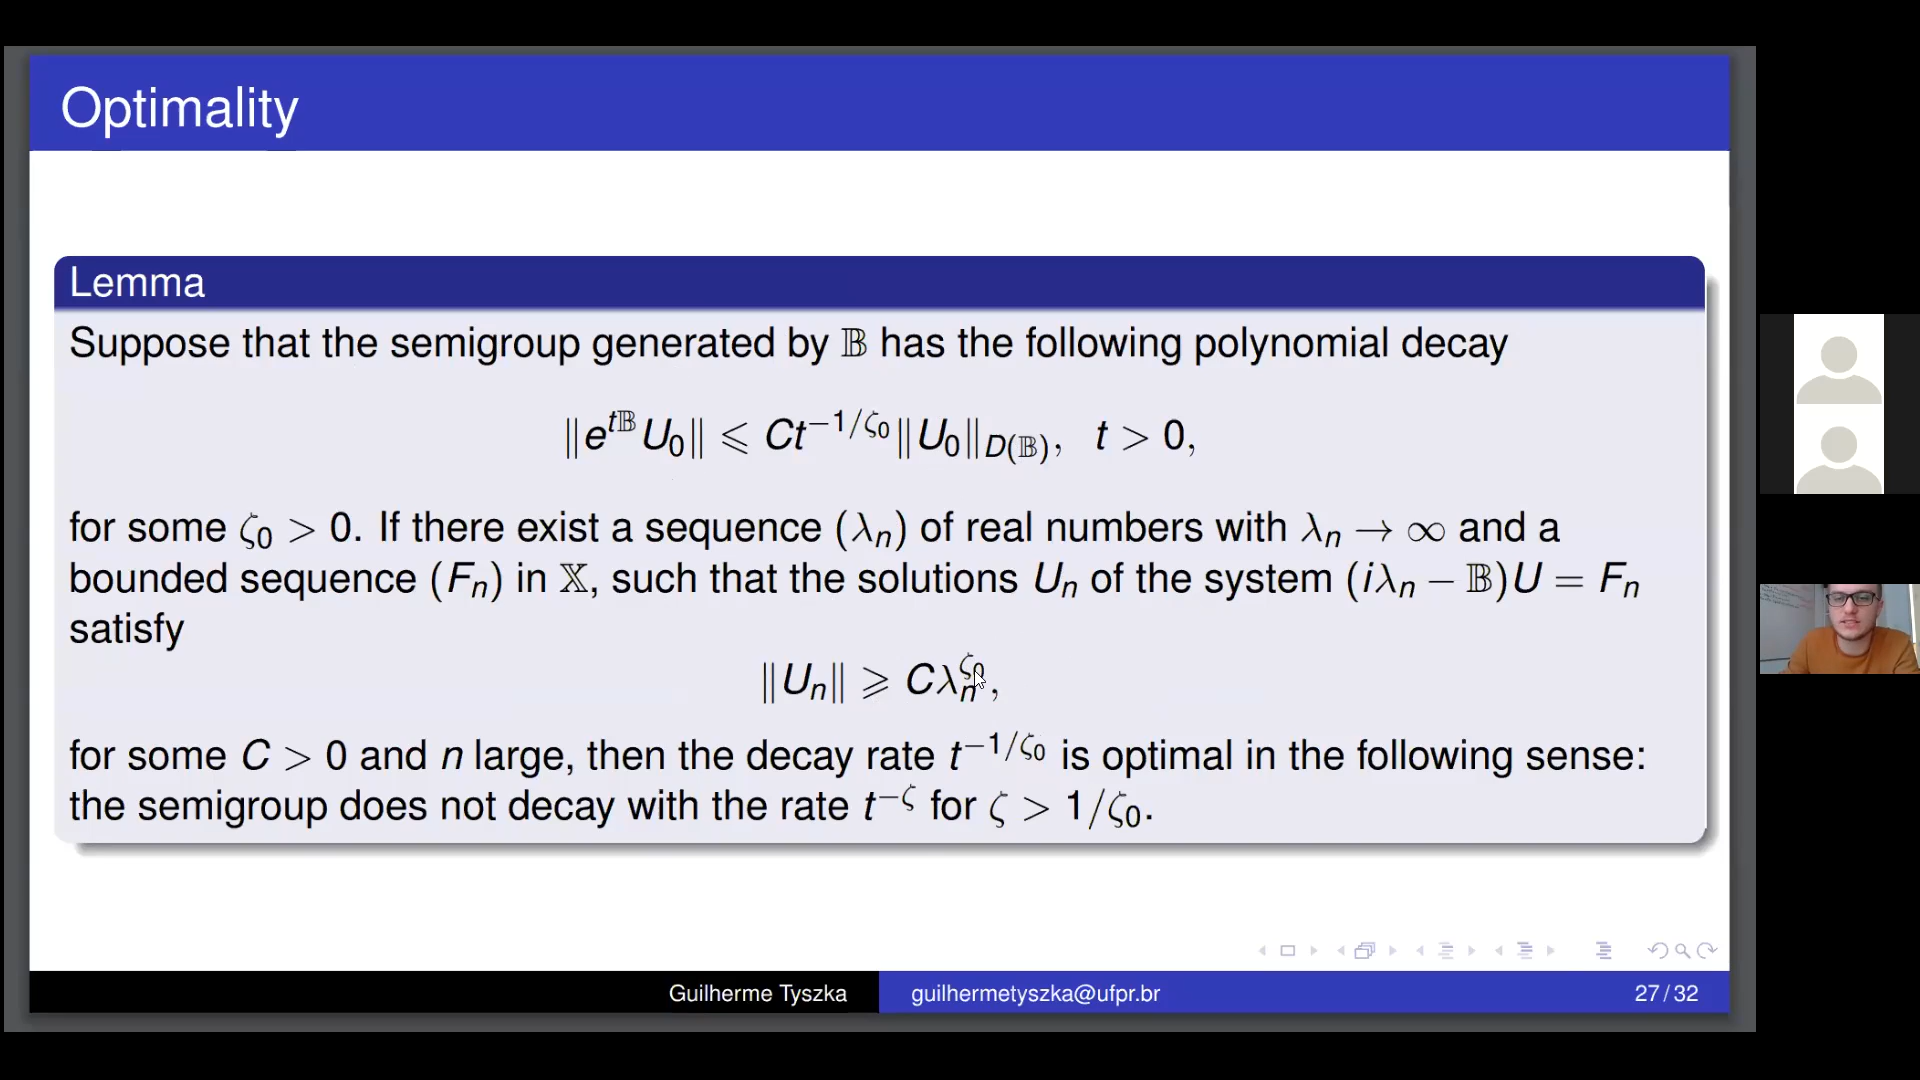 Optimality
Lemma
Suppose that the semigroup generated by 𝔹 has the following polynomial decay
‖e^{t𝔹}U₀‖ ⩽ Ct^{−1/ζ₀}‖U₀‖_{D(𝔹)}, t > 0,
for some ζ₀ > 0. If there exist a sequence (λₙ) of real numbers with λₙ → ∞ and a
bounded sequence (Fₙ) in 𝕏, such that the solutions Uₙ of the system (iλₙ − 𝔹)U = Fₙ
satisfy
‖Uₙ‖ ⩾ Cλₙ^{ζ₀},
for some C > 0 and n large, then the decay rate t^{−1/ζ₀} is optimal in the following sense:
the semigroup does not decay with the rate t^{−ζ} for ζ > 1/ζ₀.
Guilherme Tyszka guilhermetyszka@ufpr.br 27/32